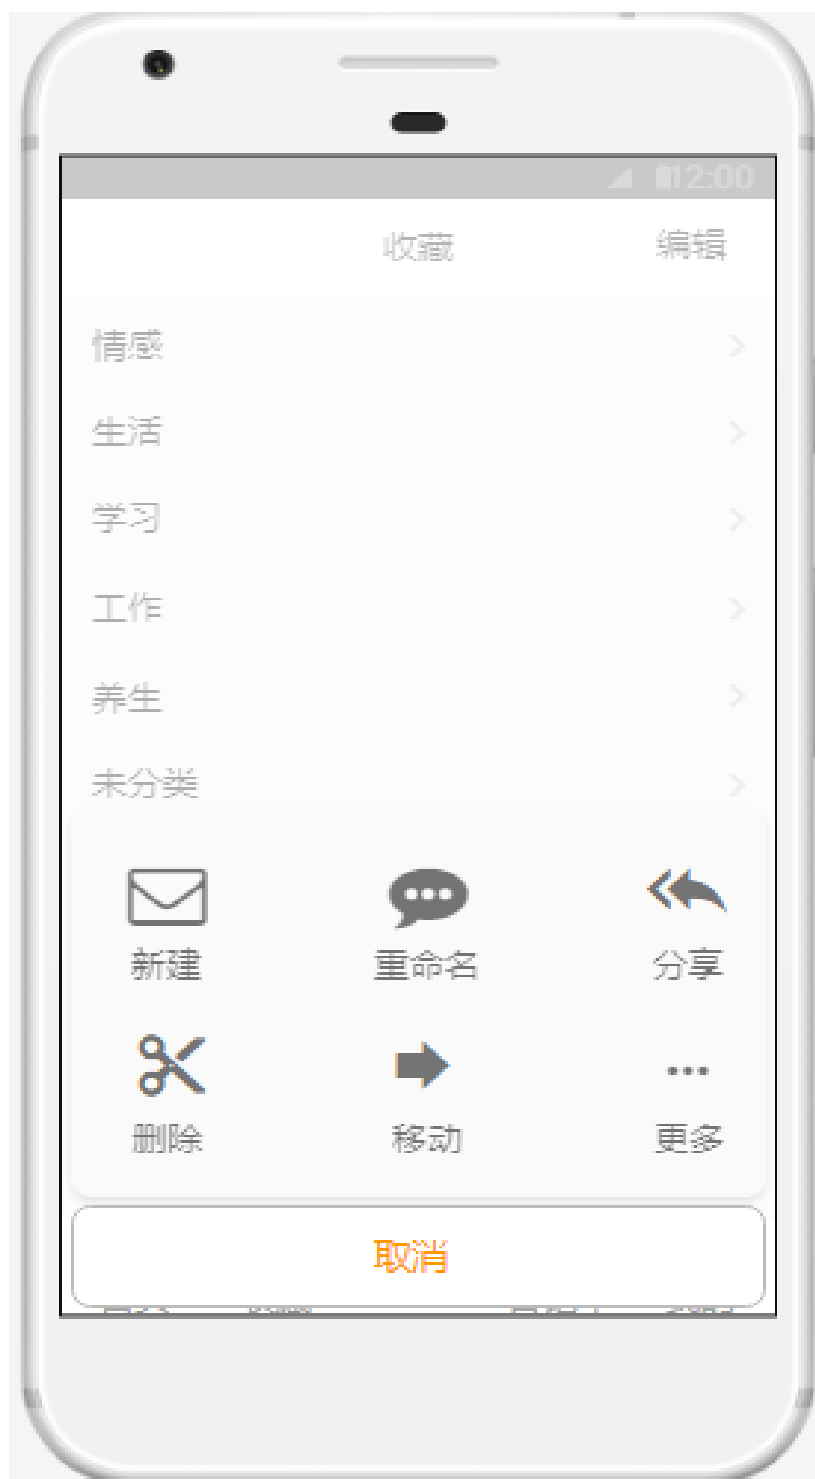 12:00
收藏 编辑
情感
生活
学习
工作
养生
未分类
新建 重命名 分享
删除 移动 更多
取消